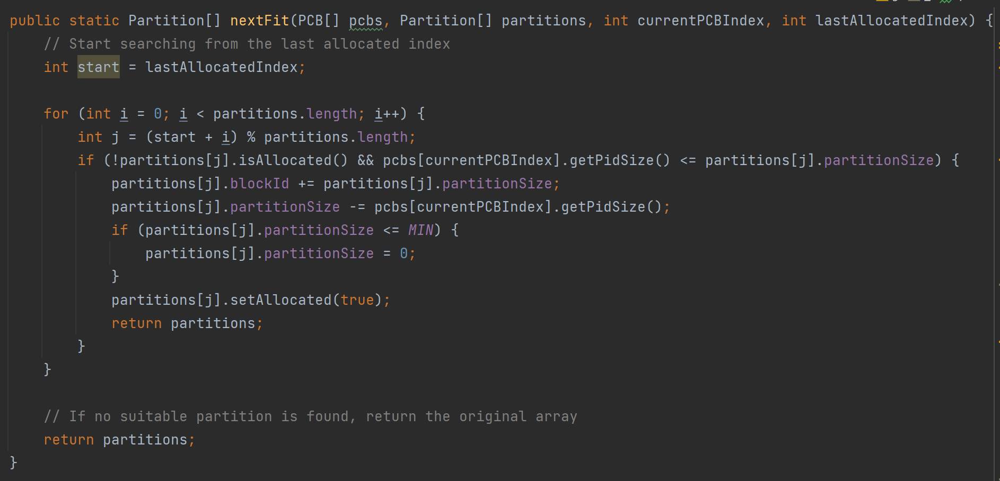 public static Partition[] nextFit(PCB[] pcbs, Partition[] partitions, int currentPCBIndex, int lastAllocatedIndex) {
    // Start searching from the last allocated index
    int start = lastAllocatedIndex;

    for (int i = 0; i < partitions.length; i++) {
        int j = (start + i) % partitions.length;
        if (!partitions[j].isAllocated() && pcbs[currentPCBIndex].getPidSize() <= partitions[j].partitionSize) {
            partitions[j].blockId += partitions[j].partitionSize;
            partitions[j].partitionSize -= pcbs[currentPCBIndex].getPidSize();
            if (partitions[j].partitionSize <= MIN) {
                partitions[j].partitionSize = 0;
            }
            partitions[j].setAllocated(true);
            return partitions;
        }
    }

    // If no suitable partition is found, return the original array
    return partitions;
}